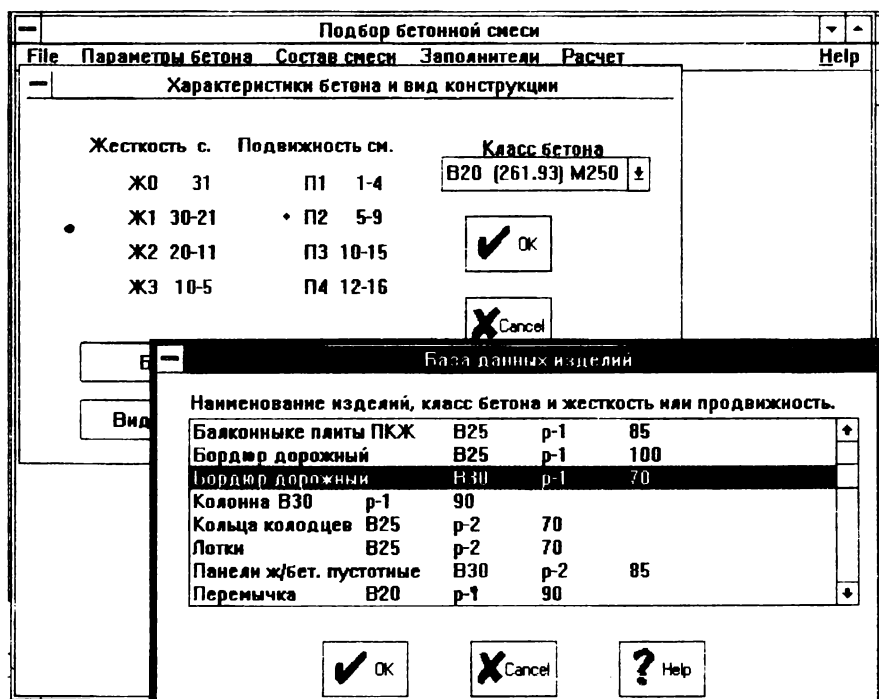 Подбор бетонной смеси
File Параметры бетона Состав смеси Заполнители Расчет Help
Характеристики бетона и вид конструкции
Жесткость с. Подвижность см. Класс бетона
B20 (261.93) M250
Ж0 31 П1 1-4
Ж1 30-21 П2 5-9
OK
Ж2 20-11 П3 10-15
Ж3 10-5 П4 12-16
Cancel
База данных изделий
Наименование изделий, класс бетона и жесткость или продвижность.
Балконныке плиты ПКЖ B25 p-1 85
Бордюр дорожный B25 p-1 100
Бордюр дорожный B30 p-1 70
Колонна B30 p-1 90
Кольца колодцев B25 p-2 70
Лотки B25 p-2 70
Панели ж/бет. пустотные B30 p-2 85
Перемычка B20 p-1 90
OK Cancel Help